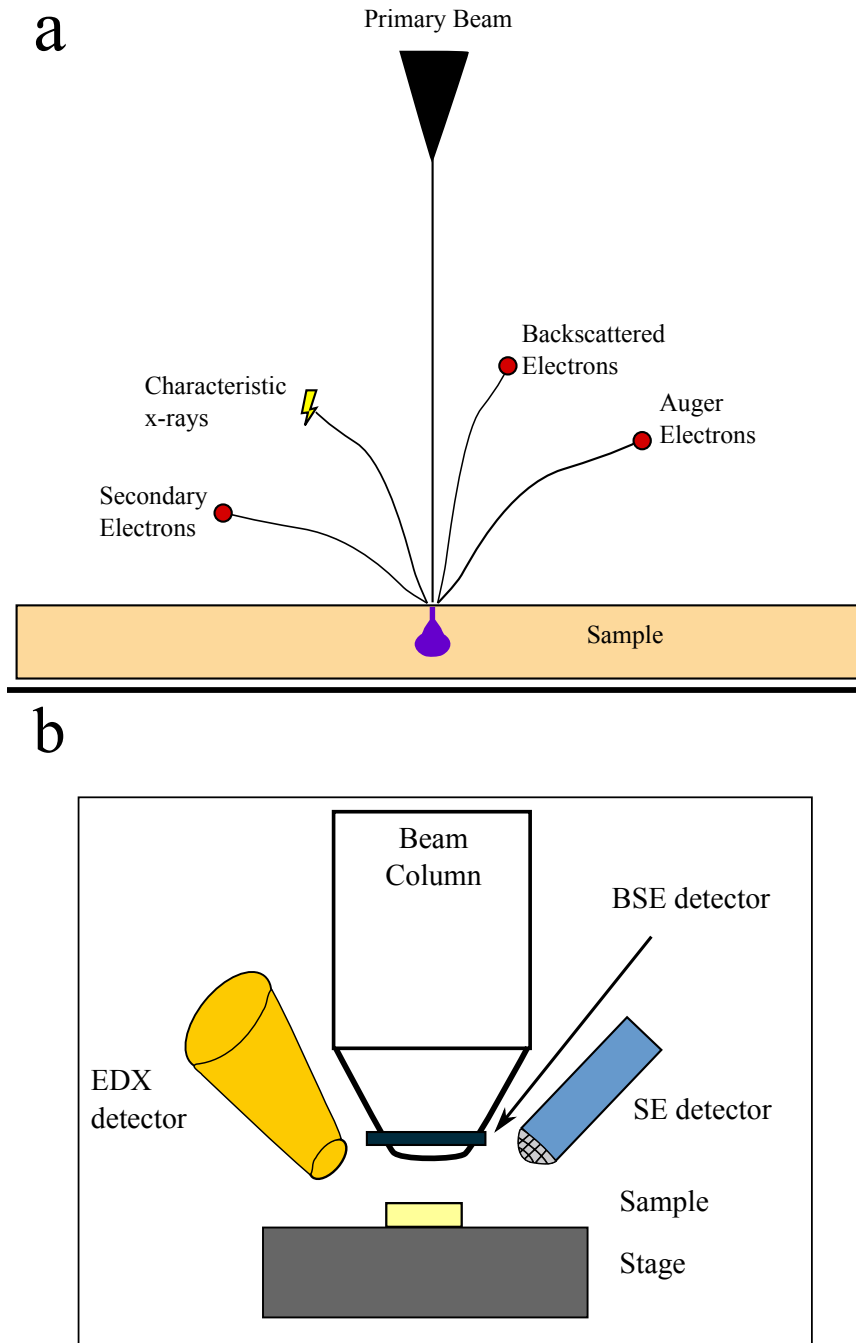 a
Primary Beam
Backscattered
Electrons
Characteristic
x-rays
Auger
Electrons
Secondary
Electrons
Sample
b
Beam
Column
BSE detector
EDX
detector
SE detector
Sample
Stage